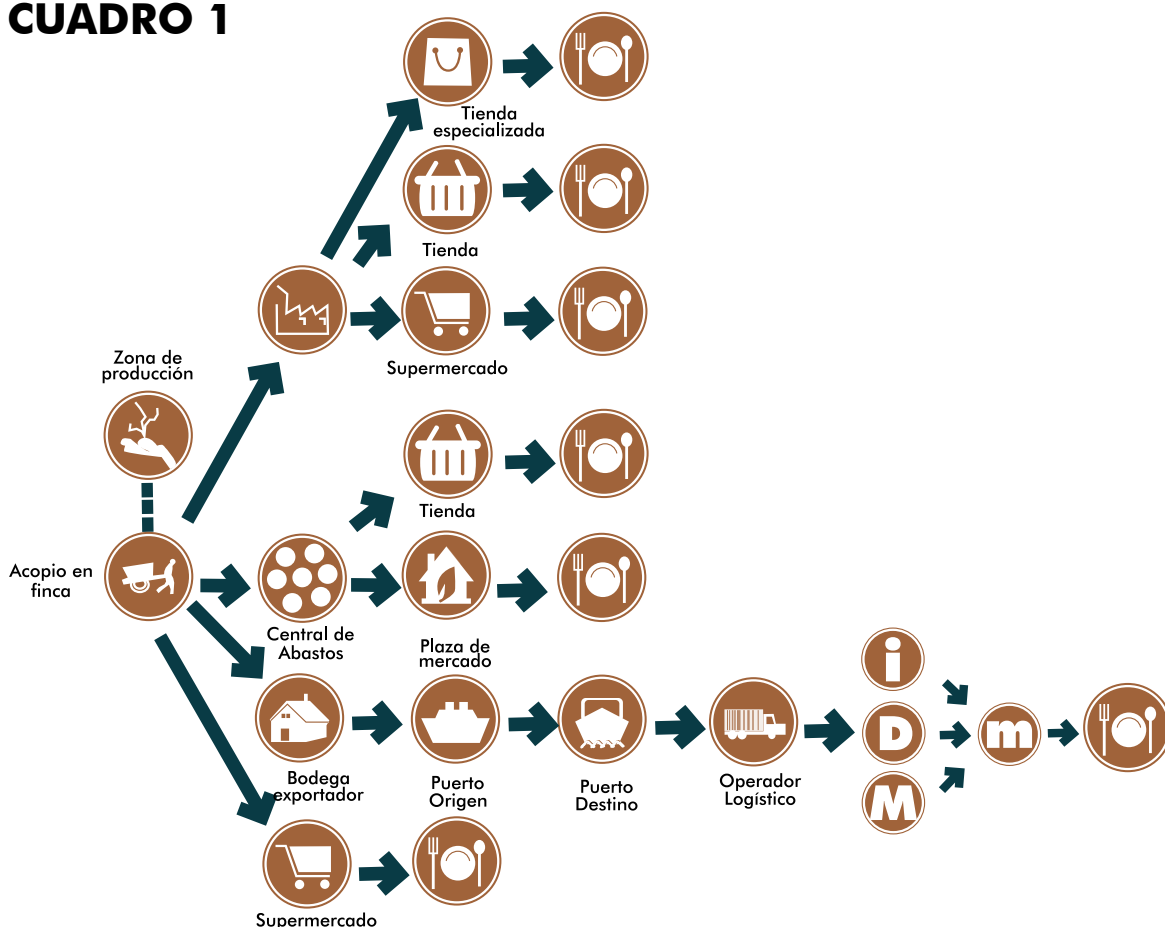 CUADRO 1
Tienda
especializada
Tienda
Supermercado
Zona de
producción
Tienda
Acopio en
finca
Central de
Abastos
Plaza de
mercado
i
D
m
M
Bodega
exportador
Puerto
Origen
Puerto
Destino
Operador
Logístico
Supermercado